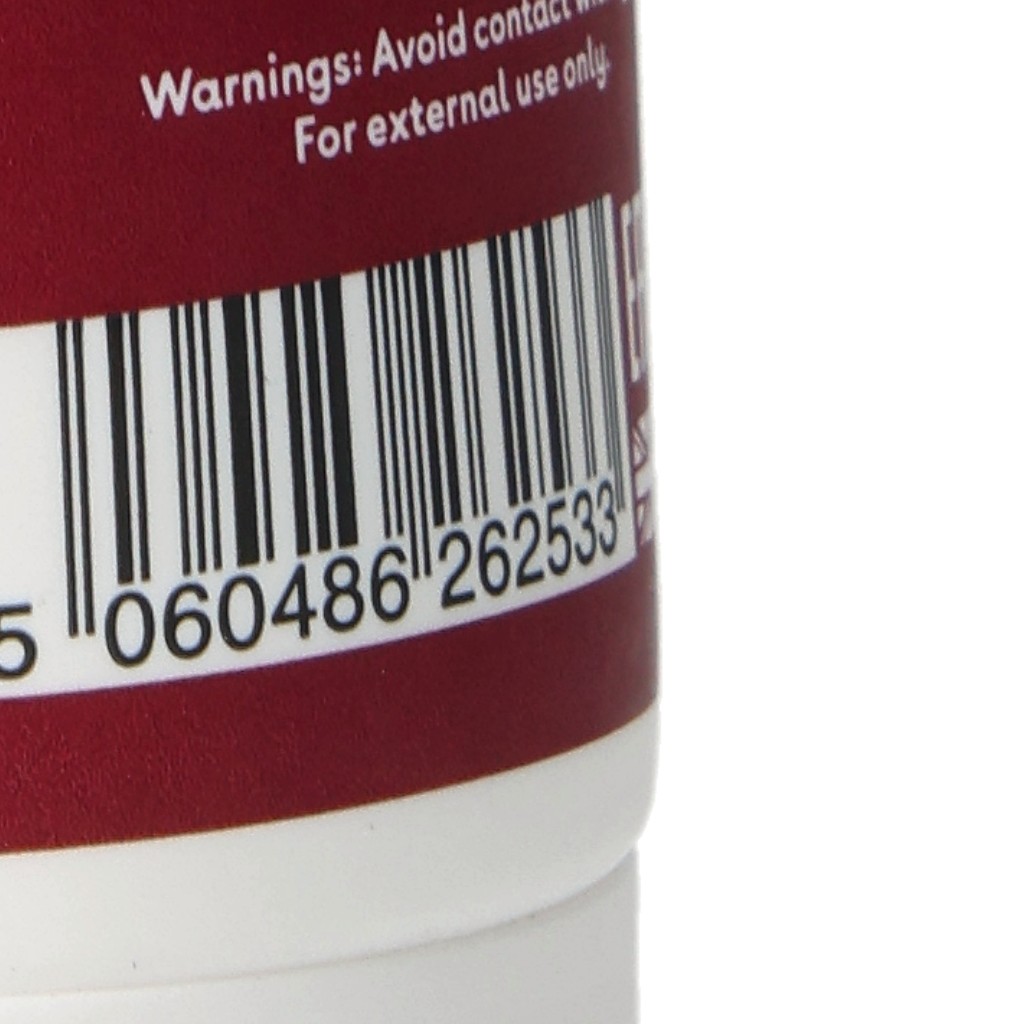 Warnings: Avoid contact
For external use only.
5 060486 262533